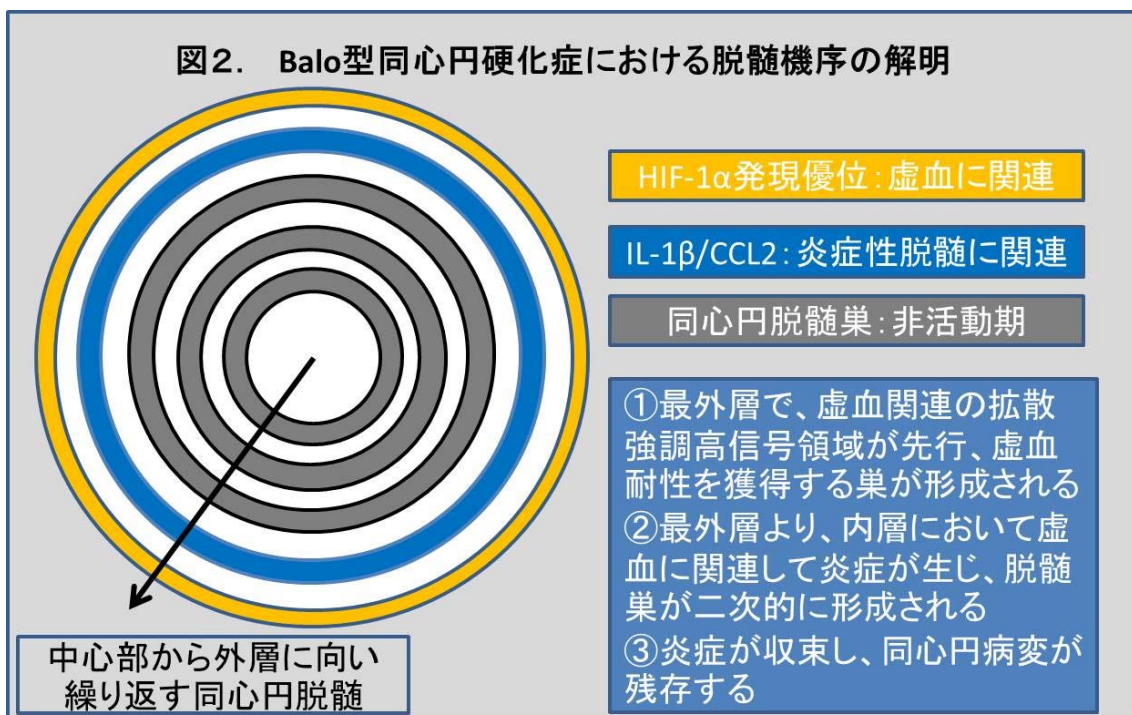 図２.　Balo型同心円硬化症における脱髄機序の解明
HIF-1α発現優位：虚血に関連
IL-1β/CCL2：炎症性脱髄に関連
同心円脱髄巣：非活動期
①最外層で、虚血関連の拡散
強調高信号領域が先行、虚血
耐性を獲得する巣が形成される
②最外層より、内層において虚
血に関連して炎症が生じ、脱髄
巣が二次的に形成される
③炎症が収束し、同心円病変が
残存する
中心部から外層に向い
繰り返す同心円脱髄